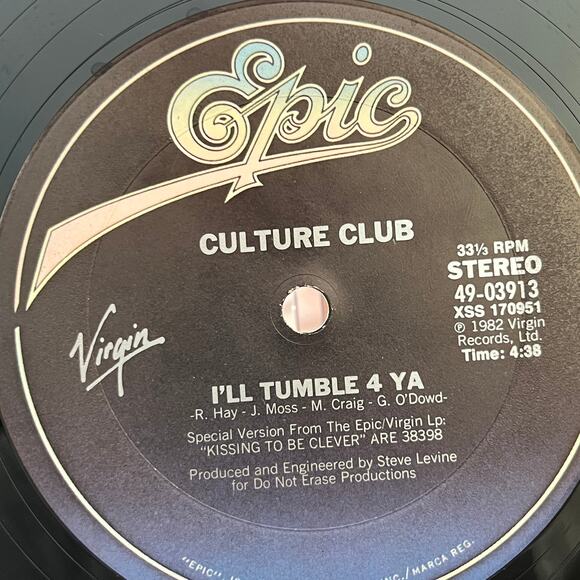 Epic
CULTURE CLUB
33⅓ RPM
STEREO
49-03913
XSS 170951
℗ 1982 Virgin
Records, Ltd.
Time: 4:38
Virgin
I'LL TUMBLE 4 YA
-R. Hay - J. Moss - M. Craig - G. O'Dowd-
Special Version From The Epic/Virgin Lp:
"KISSING TO BE CLEVER" ARE 38398
Produced and Engineered by Steve Levine
for Do Not Erase Productions
"EPIC", INC./MARCA REG.